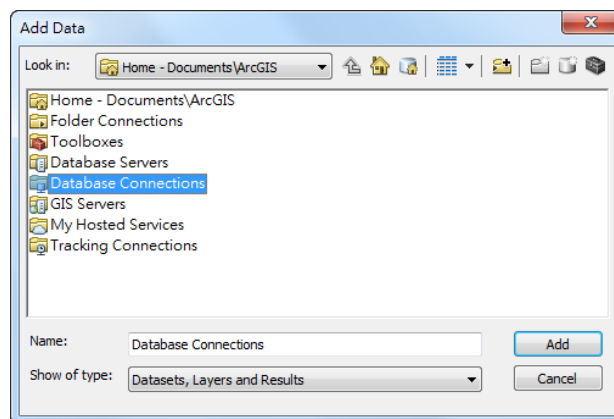 Add Data
Look in: Home - Documents\ArcGIS
Home - Documents\ArcGIS
Folder Connections
Toolboxes
Database Servers
Database Connections
GIS Servers
My Hosted Services
Tracking Connections
Name: Database Connections Add
Show of type: Datasets, Layers and Results Cancel